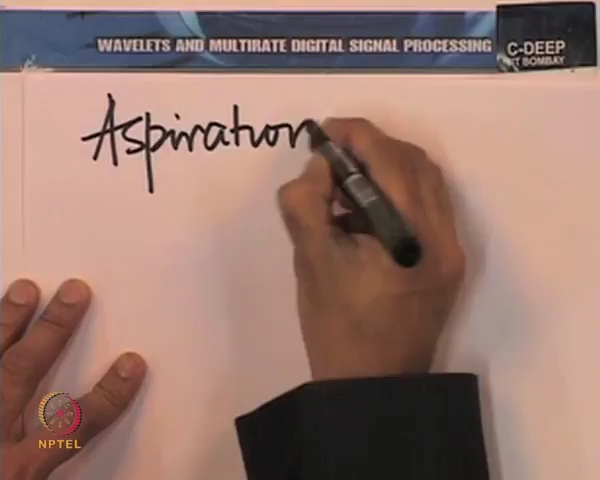 WAVELETS AND MULTIRATE DIGITAL SIGNAL PROCESSING
C-DEEP
IIT BOMBAY
Aspiration
NPTEL